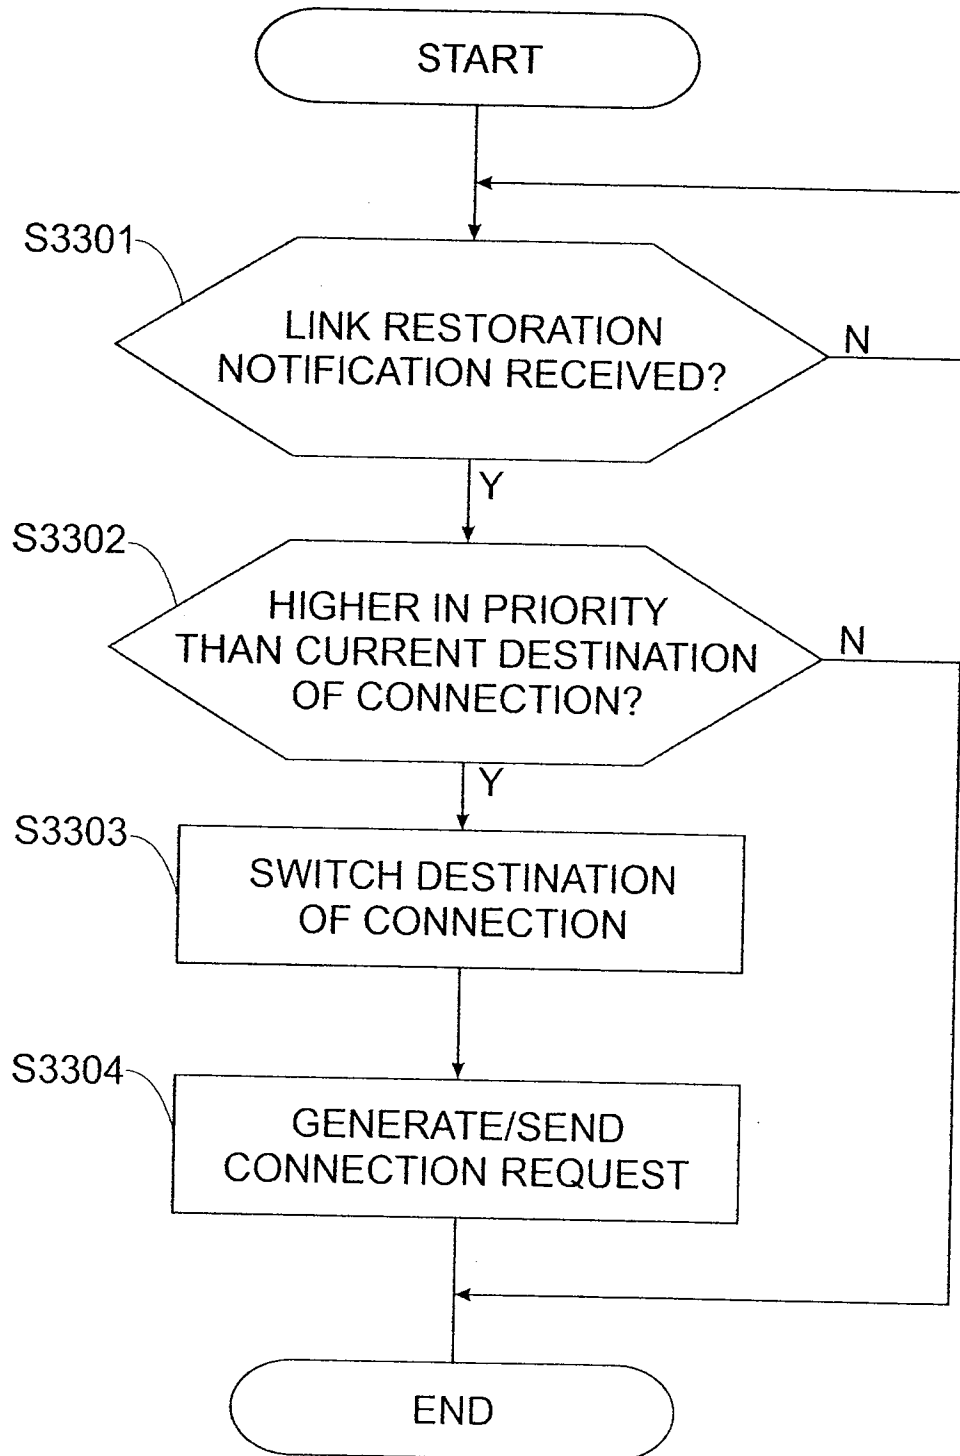 START
S3301
LINK RESTORATION
NOTIFICATION RECEIVED?
N
Y
S3302
HIGHER IN PRIORITY
THAN CURRENT DESTINATION
OF CONNECTION?
N
Y
S3303
SWITCH DESTINATION
OF CONNECTION
S3304
GENERATE/SEND
CONNECTION REQUEST
END